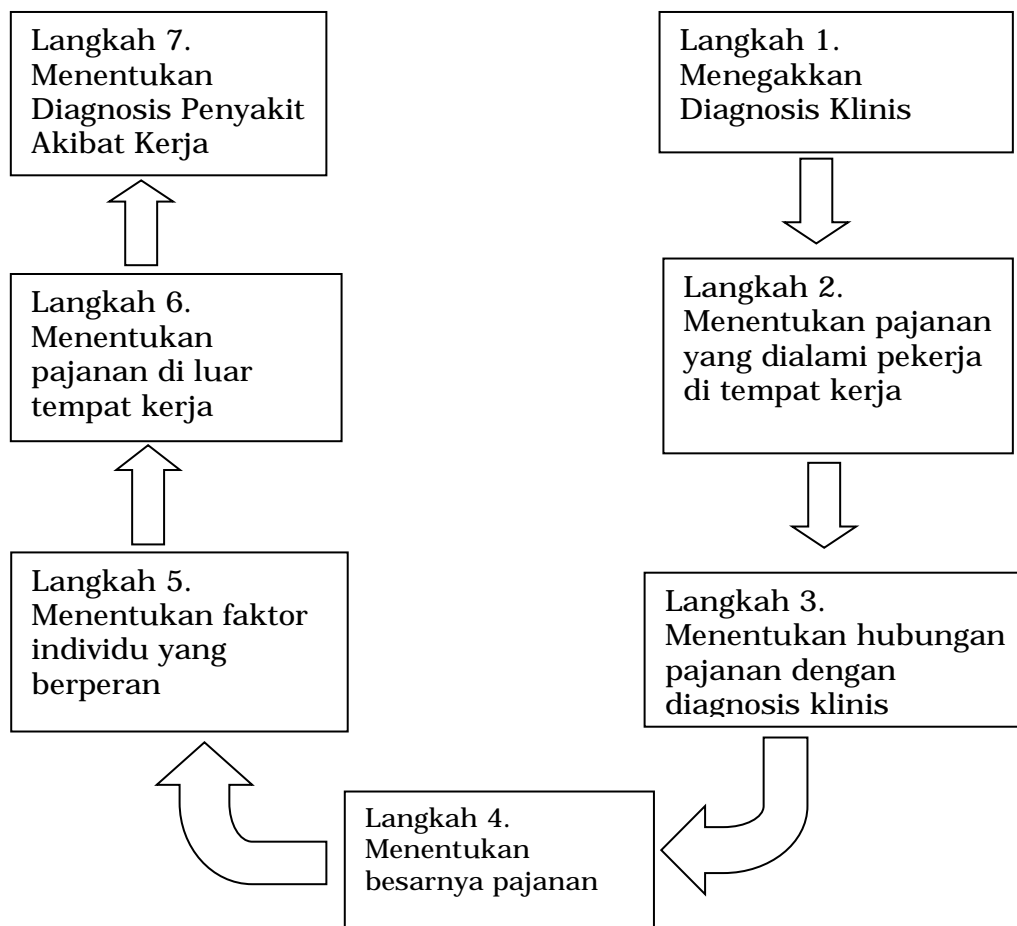 Langkah 1.
Menegakkan
Diagnosis Klinis
Langkah 2.
Menentukan pajanan
yang dialami pekerja
di tempat kerja
Langkah 3.
Menentukan hubungan
pajanan dengan
diagnosis klinis
Langkah 4.
Menentukan
besarnya pajanan
Langkah 5.
Menentukan faktor
individu yang
berperan
Langkah 6.
Menentukan
pajanan di luar
tempat kerja
Langkah 7.
Menentukan
Diagnosis Penyakit
Akibat Kerja